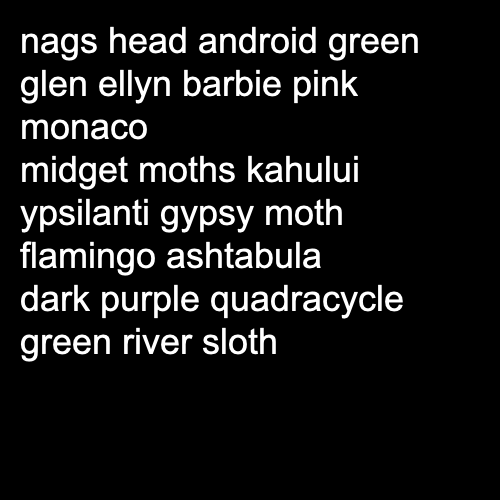 nags head android green
glen ellyn barbie pink
monaco
midget moths kahului
ypsilanti gypsy moth
flamingo ashtabula
dark purple quadracycle
green river sloth